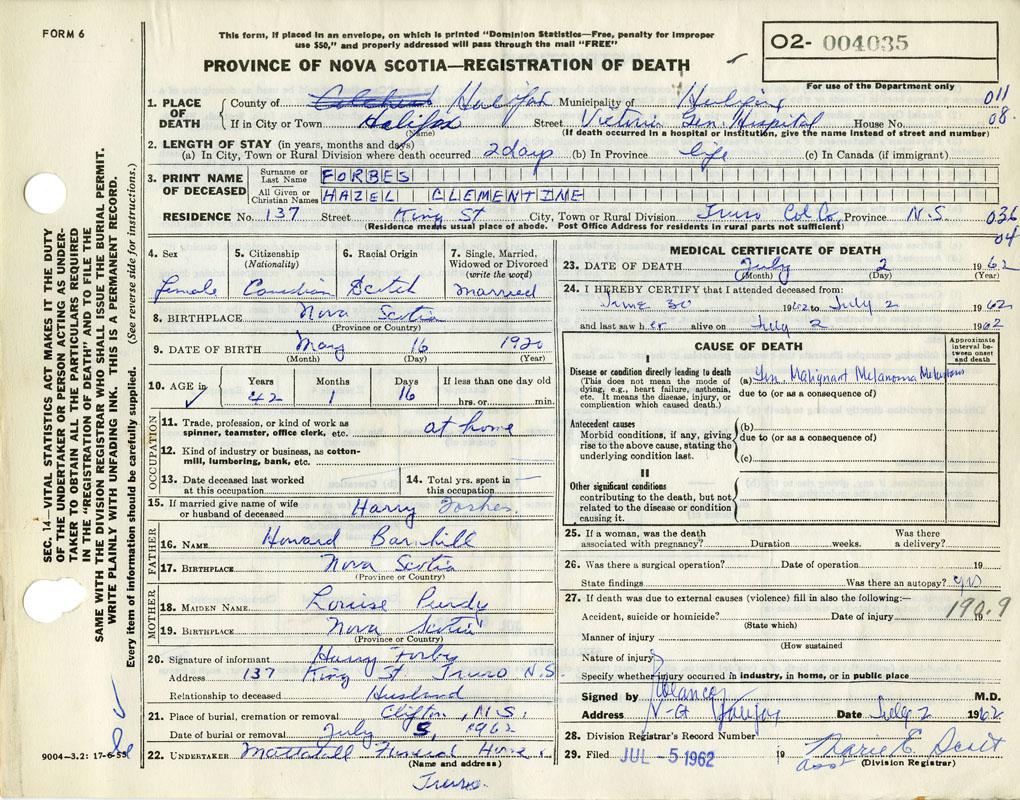 FORM 6
This form, if placed in an envelope, on which is printed "Dominion Statistics—Free, penalty for improper
use $50," and properly addressed will pass through the mail "FREE"
PROVINCE OF NOVA SCOTIA—REGISTRATION OF DEATH
02- 004035
For use of the Department only
1. PLACE OF DEATH
County of Halifax Municipality of
011
If in City or Town Halifax Street Victoria Gen. Hospital House No.
08.
(Name) (If death occurred in a hospital or institution, give the name instead of street and number)
2. LENGTH OF STAY (in years, months and days)
(a) In City, Town or Rural Division where death occurred 2 days (b) In Province life (c) In Canada (if immigrant)
3. PRINT NAME OF DECEASED
Surname or Last Name FORBES
All Given or Christian Names HAZEL CLEMENTINE
RESIDENCE No. 137 Street King St City, Town or Rural Division Truro Col. Co. Province N.S.
036
04
(Residence means usual place of abode. Post Office Address for residents in rural parts not sufficient)
4. Sex
Female
5. Citizenship
(Nationality)
Canadian
6. Racial Origin
Scotch
7. Single, Married,
Widowed or Divorced
(write the word)
married
8. BIRTHPLACE Nova Scotia
(Province or Country)
9. DATE OF BIRTH May 16 1920
(Month) (Day) (Year)
10. AGE in
Years Months Days If less than one day old
42 1 16 hrs. or min.
OCCUPATION
11. Trade, profession, or kind of work as
spinner, teamster, office clerk, etc. at home
12. Kind of industry or business, as cotton-
mill, lumbering, bank, etc.
13. Date deceased last worked
at this occupation
14. Total yrs. spent in
this occupation —
15. If married give name of wife
or husband of deceased Harry Forbes
FATHER
16. NAME Howard Barnhill
17. BIRTHPLACE Nova Scotia
(Province or Country)
MOTHER
18. MAIDEN NAME Louise Purdy
19. BIRTHPLACE Nova Scotia
(Province or Country)
20. Signature of informant Harry Forbes
Address 137 King St. Truro N.S.
Relationship to deceased Husband
21. Place of burial, cremation or removal Clifton, N.S.
Date of burial or removal July 5, 1962
22. UNDERTAKER Mattatall Funeral Home
(Name and address)
Truro.
MEDICAL CERTIFICATE OF DEATH
23. DATE OF DEATH July 2 1962
(Month) (Day) (Year)
24. I HEREBY CERTIFY that I attended deceased from:
June 30 1962 to July 2 1962
and last saw her alive on July 2 1962
CAUSE OF DEATH
Approximate
interval be-
tween onset
and death
I
Disease or condition directly leading to death
(This does not mean the mode of
dying, e.g., heart failure, asthenia,
etc. It means the disease, injury, or
complication which caused death.)
(a) Gen. Malignant Melanoma
due to (or as a consequence of)
Antecedent causes
Morbid conditions, if any, giving
rise to the above cause, stating the
underlying condition last.
(b)
due to (or as a consequence of)
(c)
II
Other significant conditions
contributing to the death, but not
related to the disease or condition
causing it.
25. If a woman, was the death
associated with pregnancy? Duration weeks. Was there
a delivery?
26. Was there a surgical operation? Date of operation 19
State findings Was there an autopsy? yes
27. If death was due to external causes (violence) fill in also the following:—
190.9
Accident, suicide or homicide? Date of injury 19
(State which)
Manner of injury
(How sustained
Nature of injury
Specify whether injury occurred in industry, in home, or in public place
Signed by M.D.
Address Halifax Date July 2 1962
28. Division Registrar's Record Number
29. Filed JUL - 5 1962 19 Marie E. Scott
Asst (Division Registrar)
SEC. 14—VITAL STATISTICS ACT MAKES IT THE DUTY
OF THE UNDERTAKER OR PERSON ACTING AS UNDER-
TAKER TO OBTAIN ALL THE PARTICULARS REQUIRED
IN THE "REGISTRATION OF DEATH" AND TO FILE THE
SAME WITH THE DIVISION REGISTRAR WHO SHALL ISSUE THE BURIAL PERMIT.
WRITE PLAINLY WITH UNFADING INK. THIS IS A PERMANENT RECORD.
Every item of information should be carefully supplied. (See reverse side for instructions.)
9004—3.2: 17-6-55